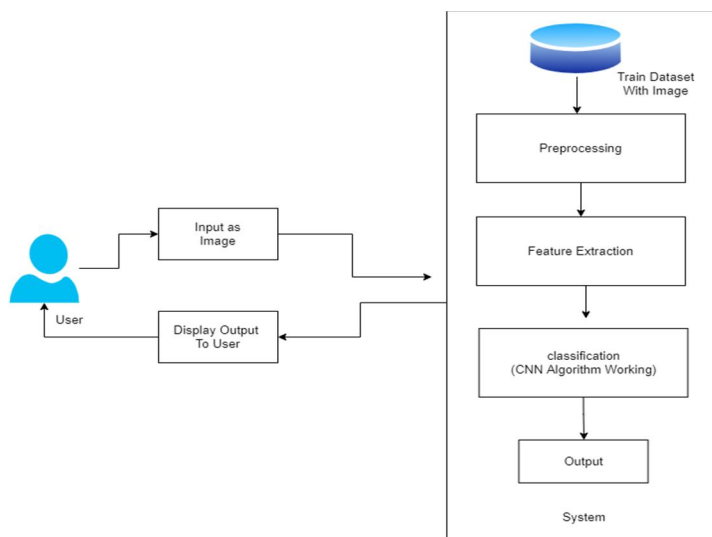 Train Dataset
With Image
Preprocessing
Input as
Image
Feature Extraction
User
Display Output
To User
classification
(CNN Algorithm Working)
Output
System